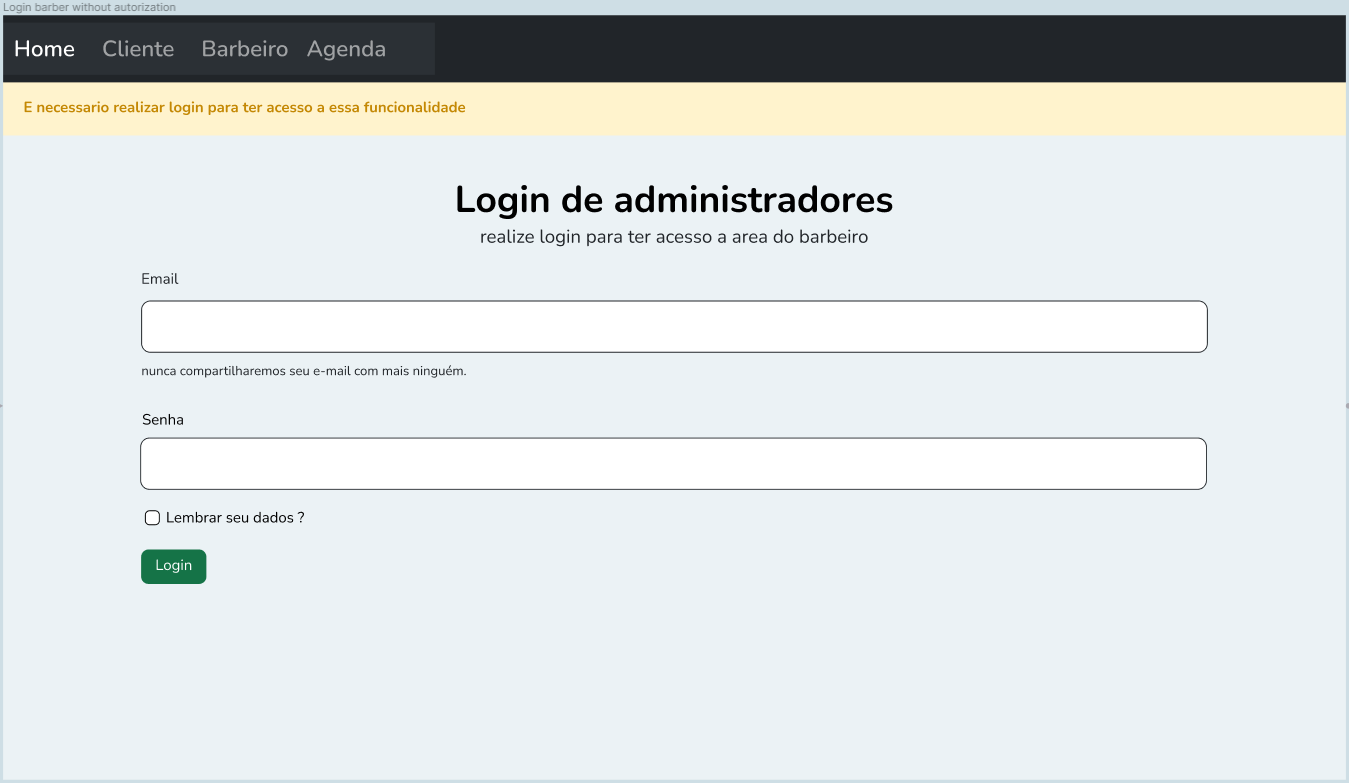 Login barber without autorization
Home Cliente Barbeiro Agenda
E necessario realizar login para ter acesso a essa funcionalidade
Login de administradores
realize login para ter acesso a area do barbeiro
Email
nunca compartilharemos seu e-mail com mais ninguém.
Senha
Lembrar seu dados ?
Login